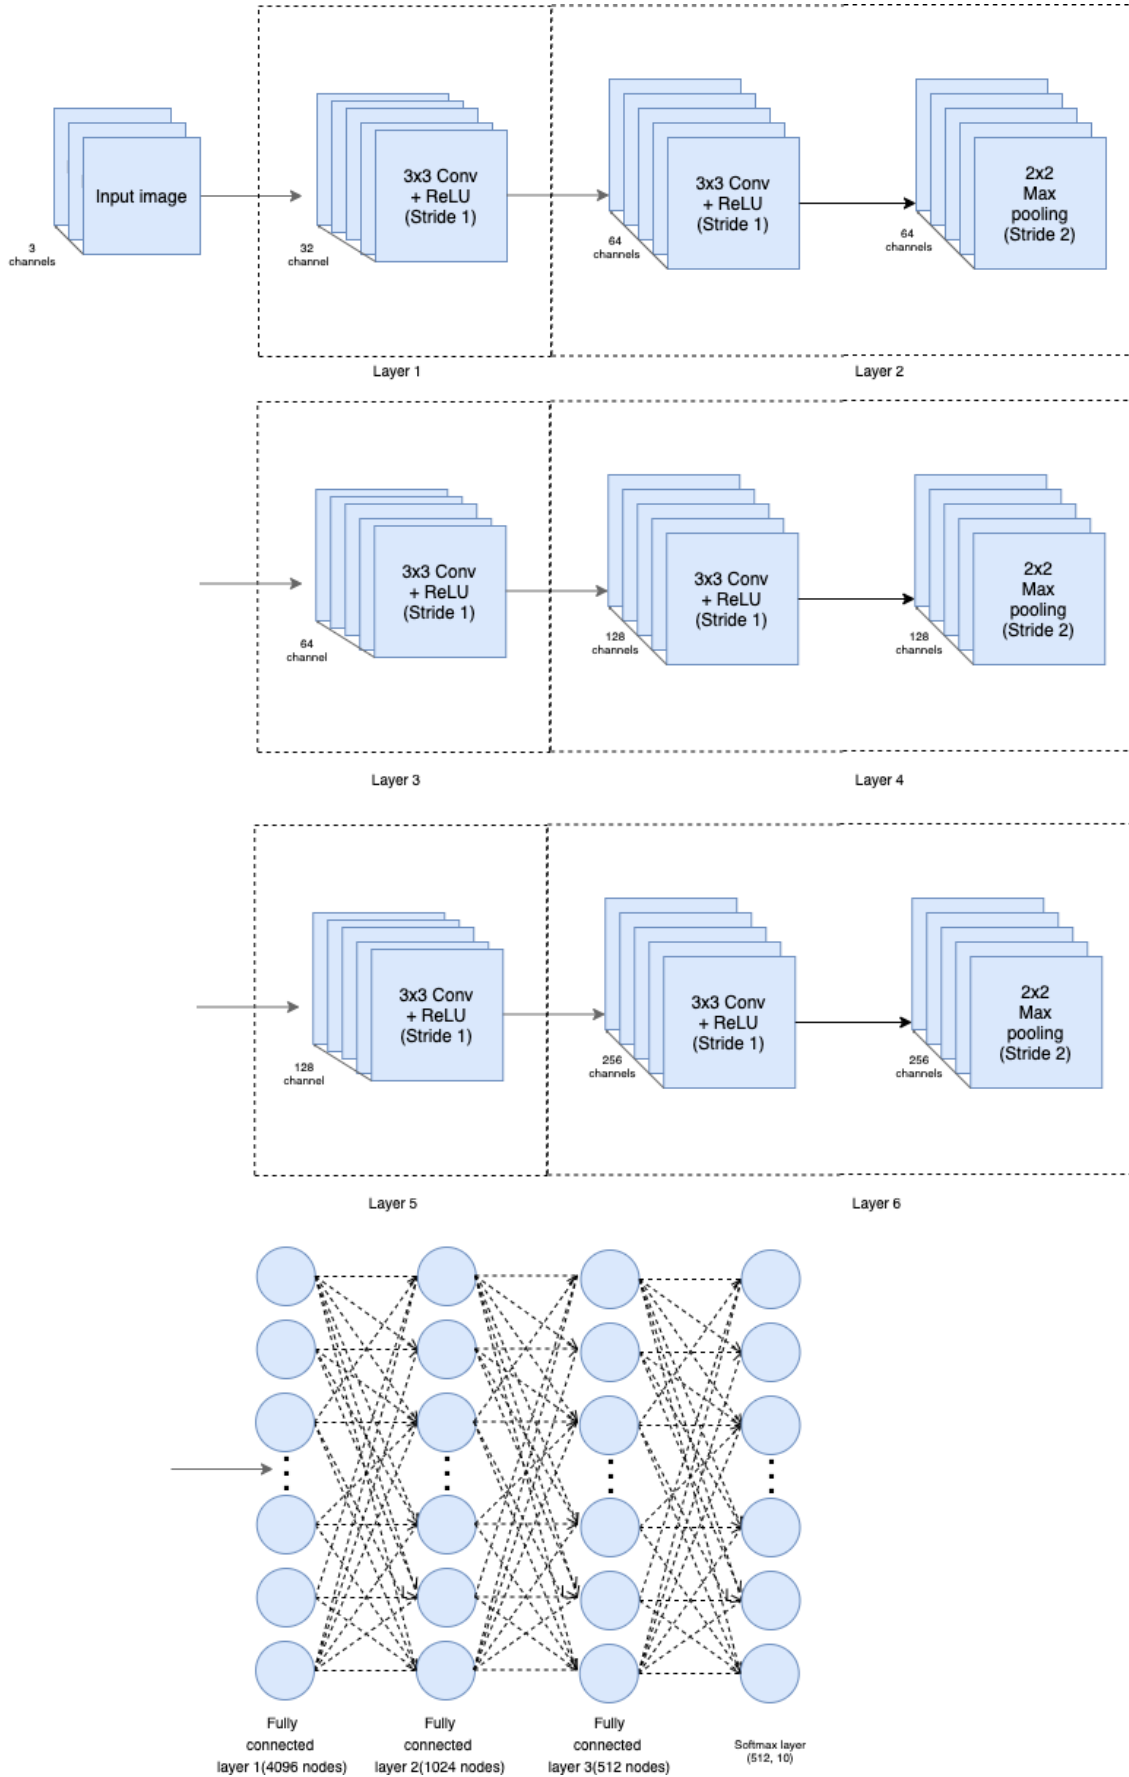 Input image
3
channels
3x3 Conv
+ ReLU
(Stride 1)
32
channel
3x3 Conv
+ ReLU
(Stride 1)
64
channels
2x2
Max
pooling
(Stride 2)
64
channels
Layer 1
Layer 2
3x3 Conv
+ ReLU
(Stride 1)
64
channel
3x3 Conv
+ ReLU
(Stride 1)
128
channels
2x2
Max
pooling
(Stride 2)
128
channels
Layer 3
Layer 4
3x3 Conv
+ ReLU
(Stride 1)
128
channel
3x3 Conv
+ ReLU
(Stride 1)
256
channels
2x2
Max
pooling
(Stride 2)
256
channels
Layer 5
Layer 6
Fully
connected
layer 1(4096 nodes)
Fully
connected
layer 2(1024 nodes)
Fully
connected
layer 3(512 nodes)
Softmax layer
(512, 10)